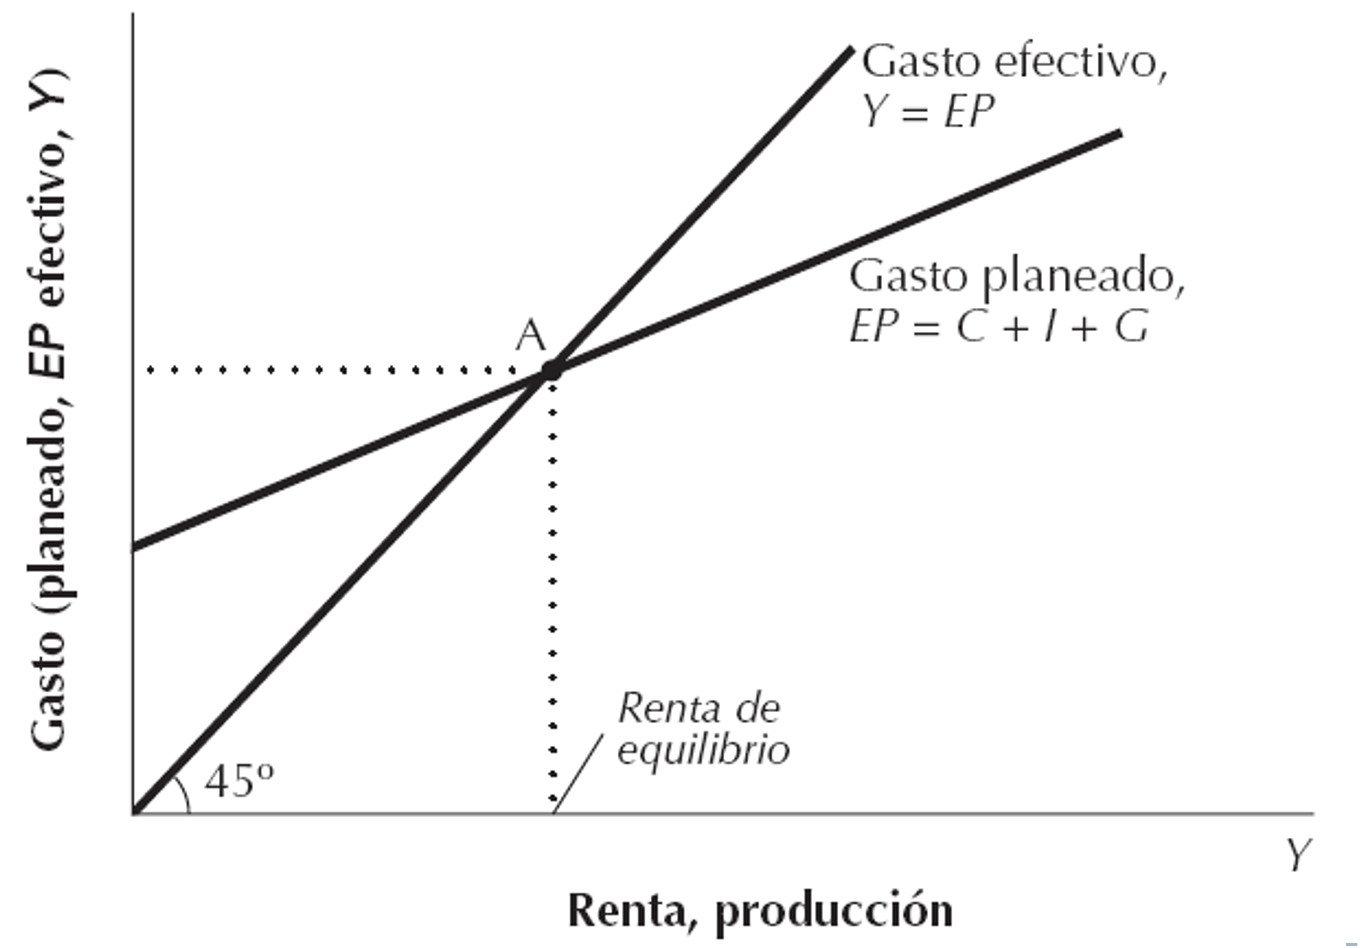 Gasto (planeado, EP efectivo, Y)
Gasto efectivo,
Y = EP
Gasto planeado,
EP = C + I + G
A
Renta de
equilibrio
45º
Y
Renta, producción